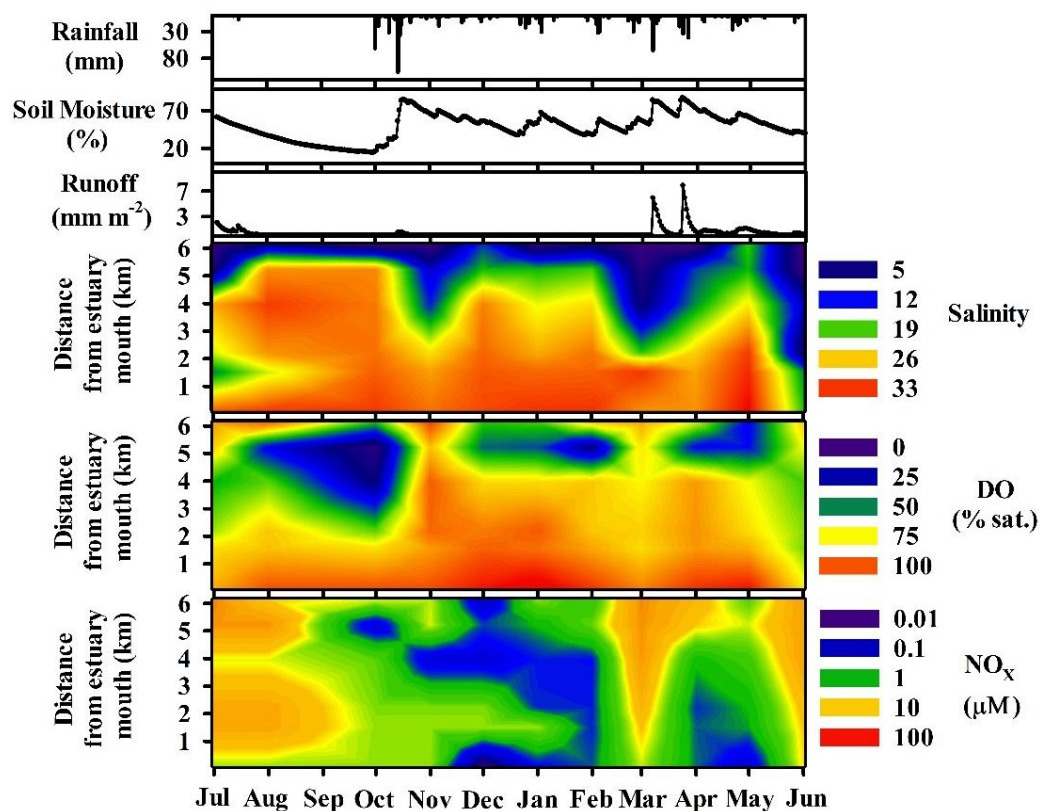 Rainfall
(mm)
30
80
Soil Moisture
(%)
70
20
Runoff
(mm m-2)
7
3
Distance
from estuary
mouth (km)
6
5
4
3
2
1
5
12
19
26
33
Salinity
Distance
from estuary
mouth (km)
6
5
4
3
2
1
0
25
50
75
100
DO
(% sat.)
Distance
from estuary
mouth (km)
6
5
4
3
2
1
0.01
0.1
1
10
100
NOX
(µM)
Jul Aug Sep Oct Nov Dec Jan Feb Mar Apr May Jun